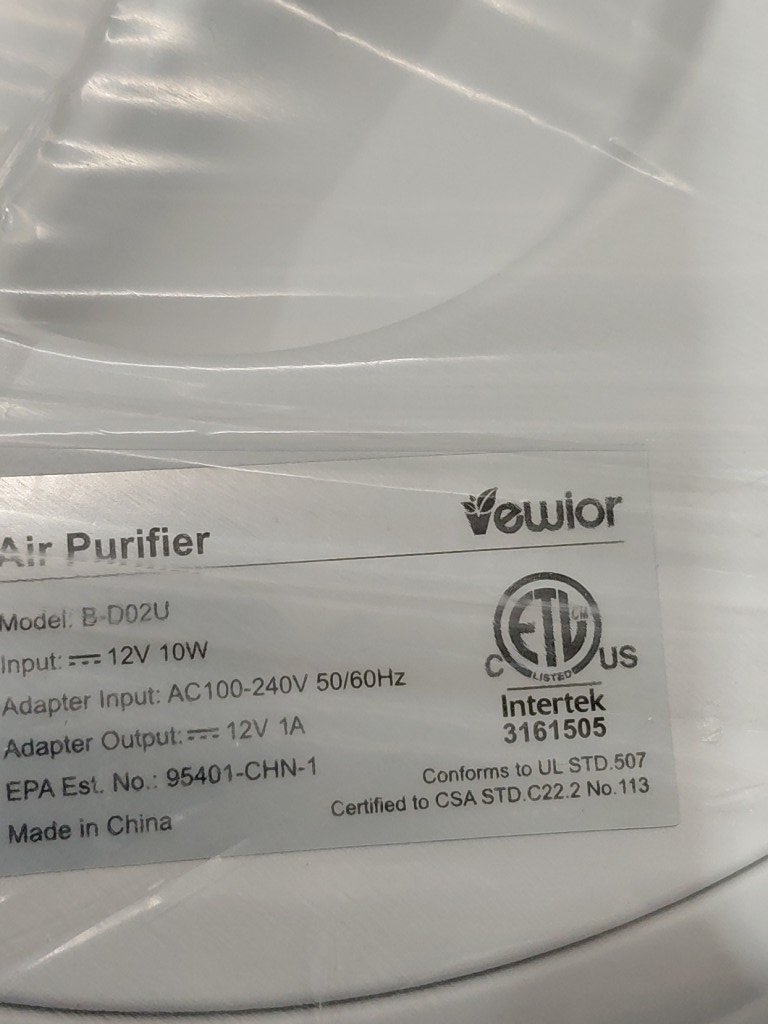 Vewior
Air Purifier
Model: B-D02U
Input: ⎓ 12V 10W
Adapter Input: AC100-240V 50/60Hz
Adapter Output: ⎓ 12V 1A
EPA Est. No.: 95401-CHN-1
Made in China
ETL CM
C US
LISTED
Intertek
3161505
Conforms to UL STD.507
Certified to CSA STD.C22.2 No.113